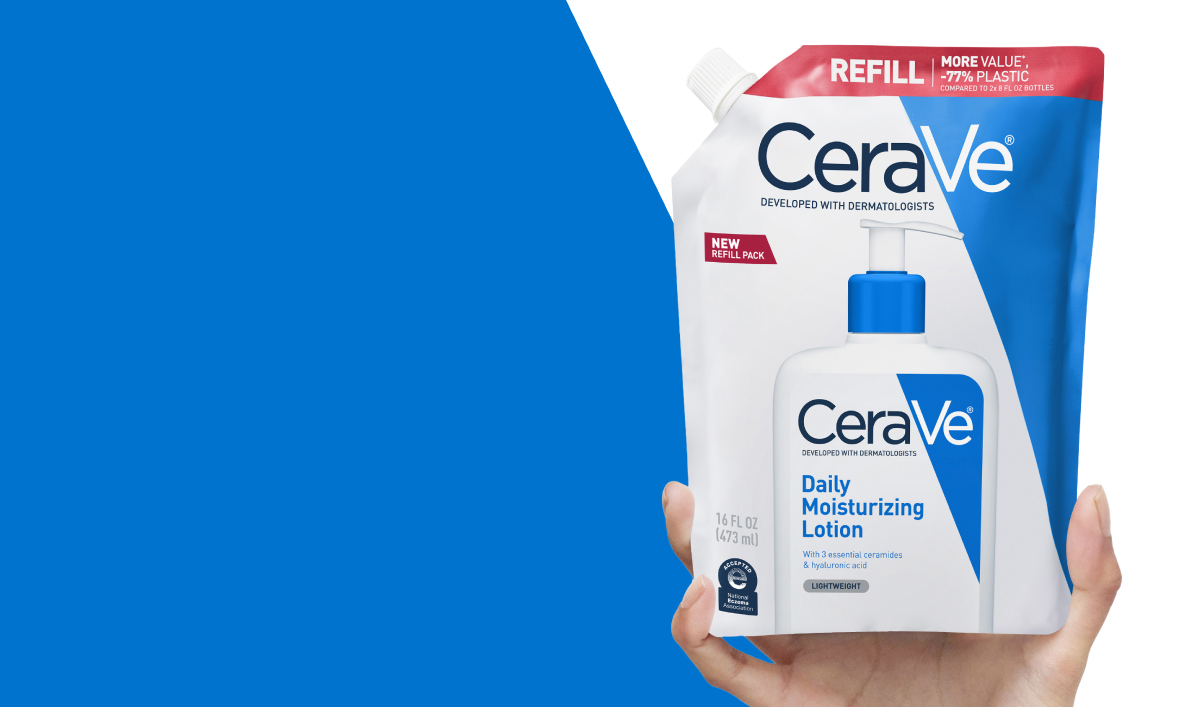 REFILL
MORE VALUE*,
-77% PLASTIC
COMPARED TO 2x 8 FL OZ BOTTLES
CeraVe®
DEVELOPED WITH DERMATOLOGISTS
NEW
REFILL PACK
CeraVe®
DEVELOPED WITH DERMATOLOGISTS
Daily
Moisturizing
Lotion
With 3 essential ceramides
& hyaluronic acid
LIGHTWEIGHT
16 FL OZ
(473 ml)
ACCEPTED
National
Eczema
Association